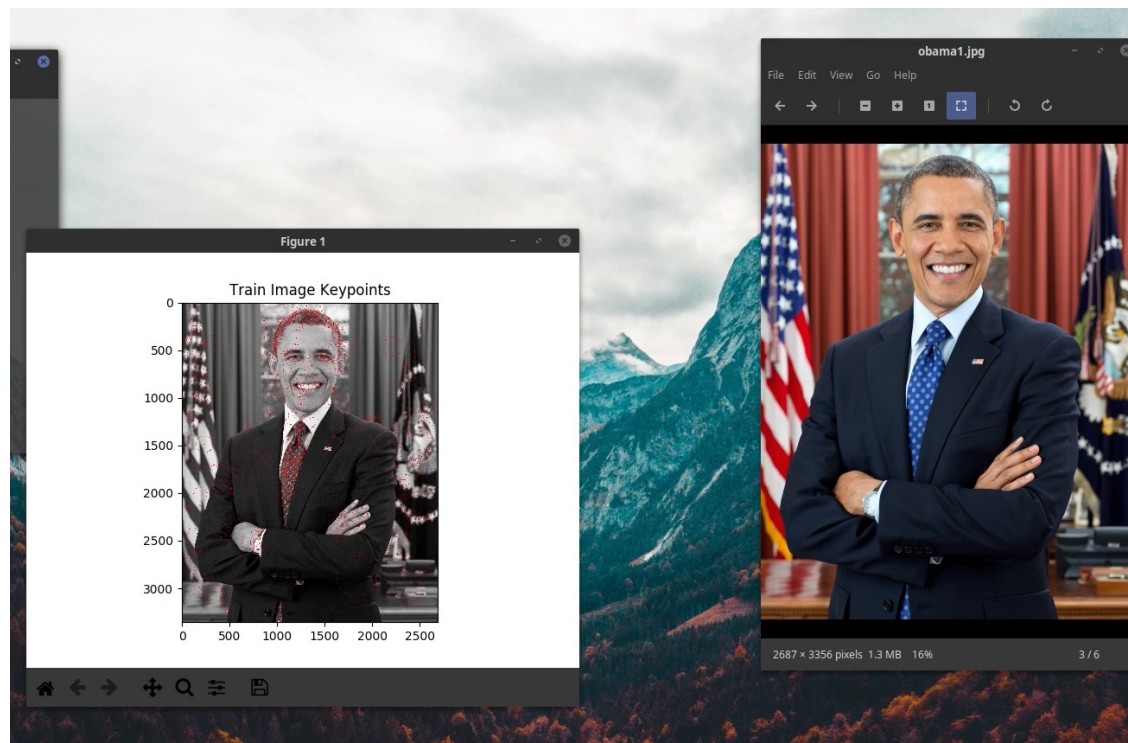 obama1.jpg
File Edit View Go Help
1
Figure 1
Train Image Keypoints
0
500
1000
1500
2000
2500
3000
0 500 1000 1500 2000 2500
2687 × 3356 pixels 1.3 MB 16% 3 / 6